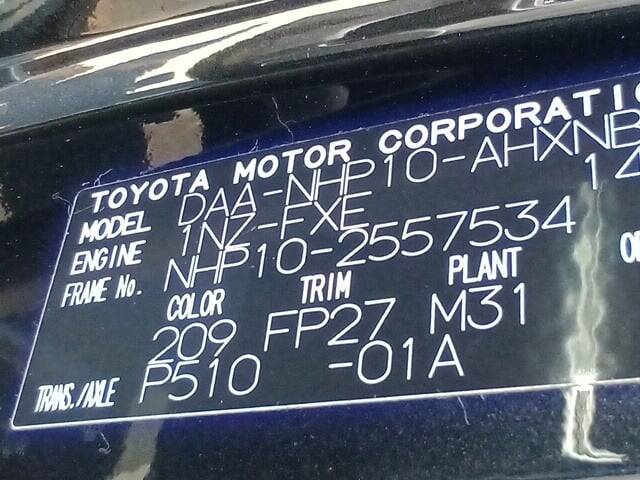 TOYOTA MOTOR CORPORATIO
MODEL DAA-NHP10-AHXNB
ENGINE 1NZ-FXE 14
FRAME No. NHP10-2557534
COLOR TRIM PLANT
209 FP27 M31
TRANS./AXLE P510 -01A